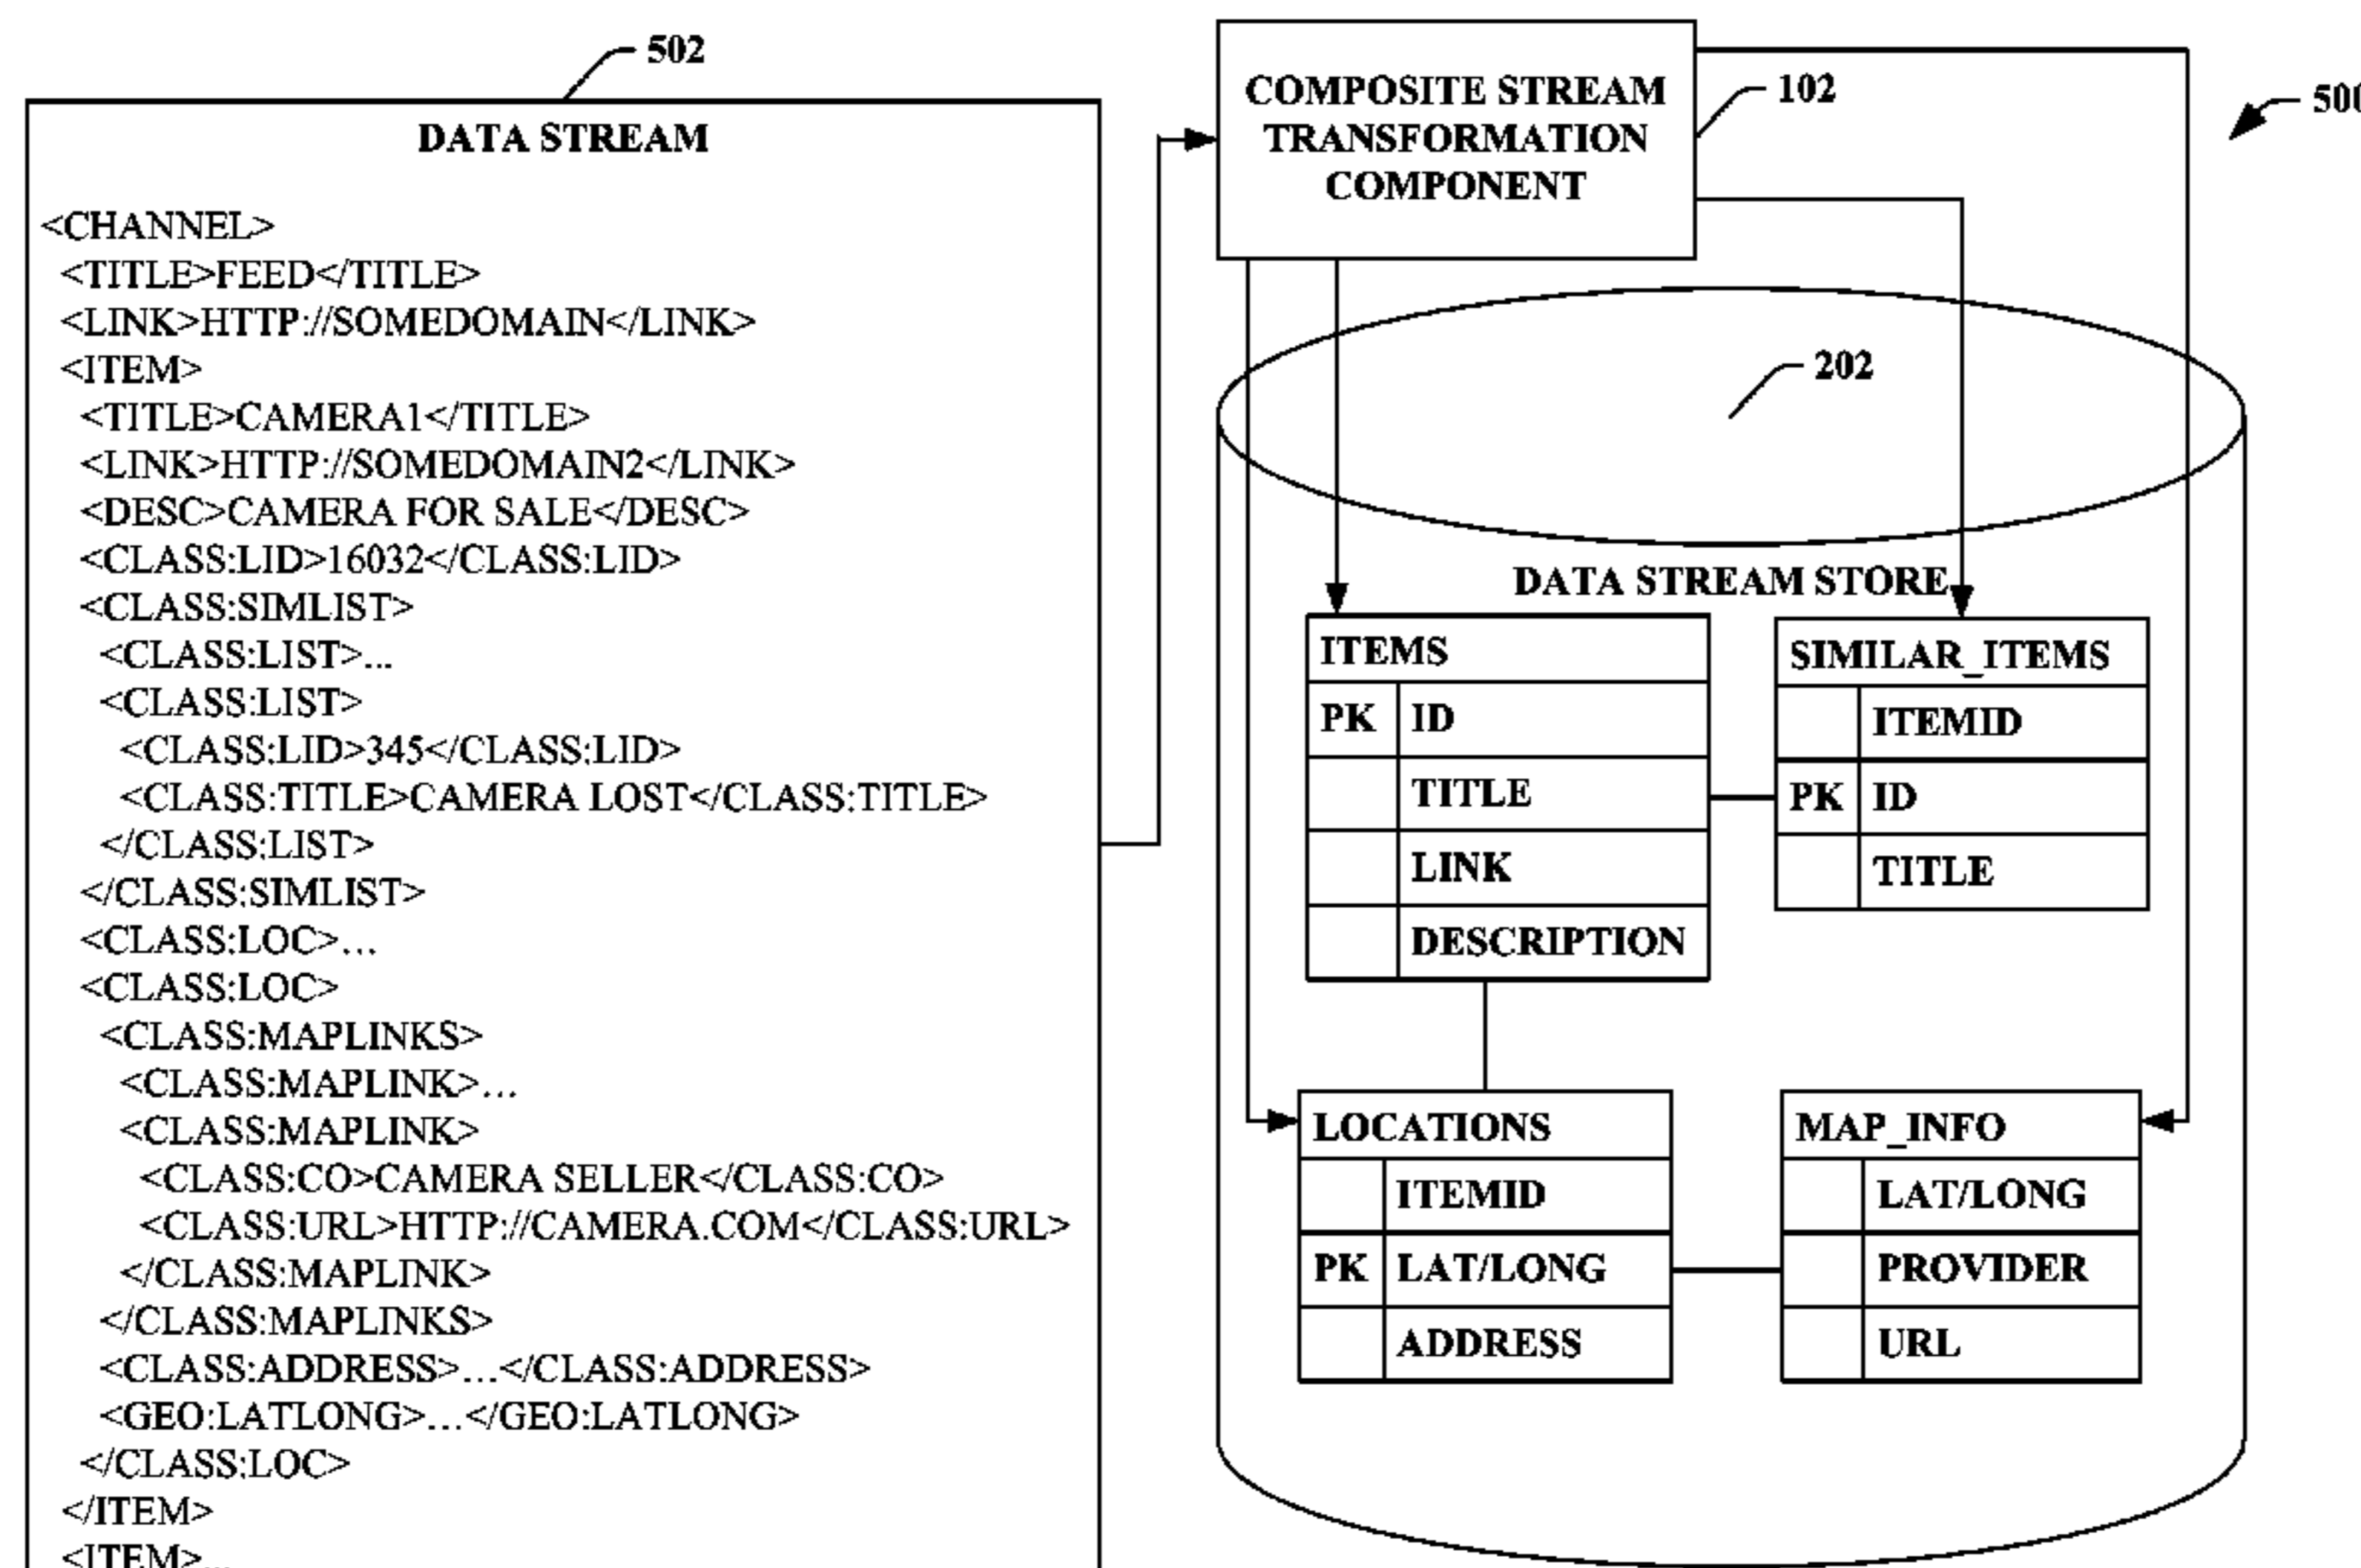 502
DATA STREAM
<CHANNEL>
<TITLE>FEED</TITLE>
<LINK>HTTP://SOMEDOMAIN</LINK>
<ITEM>
<TITLE>CAMERA1</TITLE>
<LINK>HTTP://SOMEDOMAIN2</LINK>
<DESC>CAMERA FOR SALE</DESC>
<CLASS:LID>16032</CLASS:LID>
<CLASS:SIMLIST>
<CLASS:LIST>...
<CLASS:LIST>
<CLASS:LID>345</CLASS:LID>
<CLASS:TITLE>CAMERA LOST</CLASS:TITLE>
</CLASS:LIST>
</CLASS:SIMLIST>
<CLASS:LOC>...
<CLASS:LOC>
<CLASS:MAPLINKS>
<CLASS:MAPLINK>...
<CLASS:MAPLINK>
<CLASS:CO>CAMERA SELLER</CLASS:CO>
<CLASS:URL>HTTP://CAMERA.COM</CLASS:URL>
</CLASS:MAPLINK>
</CLASS:MAPLINKS>
<CLASS:ADDRESS>...</CLASS:ADDRESS>
<GEO:LATLONG>...</GEO:LATLONG>
</CLASS:LOC>
</ITEM>
<ITEM>...
COMPOSITE STREAM
TRANSFORMATION
COMPONENT
102
500
202
DATA STREAM STORE
ITEMS
PK ID
TITLE
LINK
DESCRIPTION
SIMILAR_ITEMS
ITEMID
PK ID
TITLE
LOCATIONS
ITEMID
PK LAT/LONG
ADDRESS
MAP_INFO
LAT/LONG
PROVIDER
URL